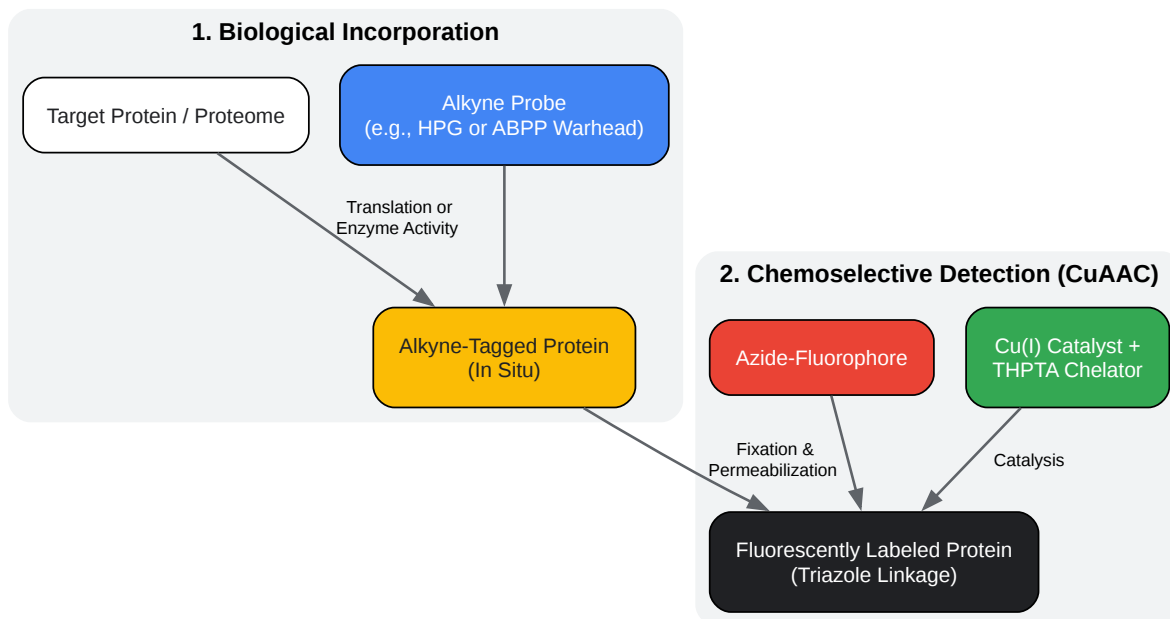 1. Biological Incorporation
Target Protein / Proteome
Alkyne Probe
(e.g., HPG or ABPP Warhead)
Translation or
Enzyme Activity
Alkyne-Tagged Protein
(In Situ)
2. Chemoselective Detection (CuAAC)
Azide-Fluorophore
Cu(I) Catalyst +
THPTA Chelator
Fixation &
Permeabilization
Catalysis
Fluorescently Labeled Protein
(Triazole Linkage)